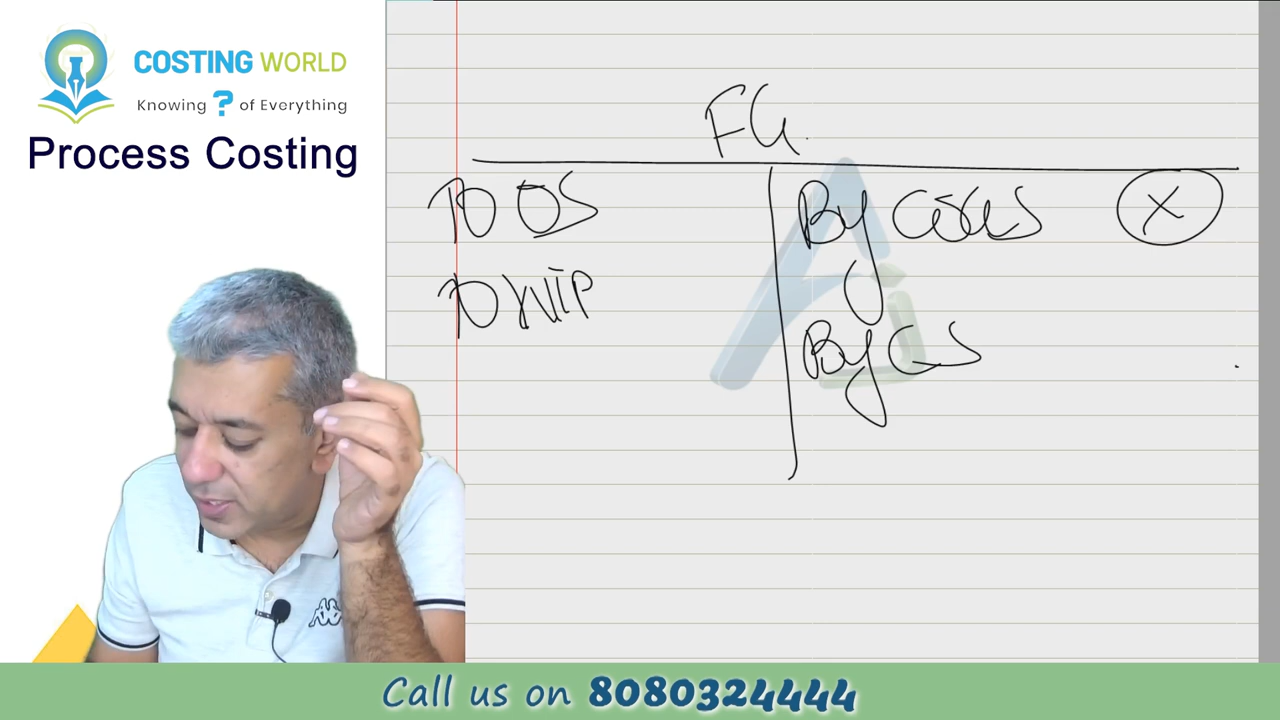 COSTING WORLD
Knowing ? of Everything
Process Costing
FG
To OS
By COGS X
To WIP
By CS
Call us on 8080324444